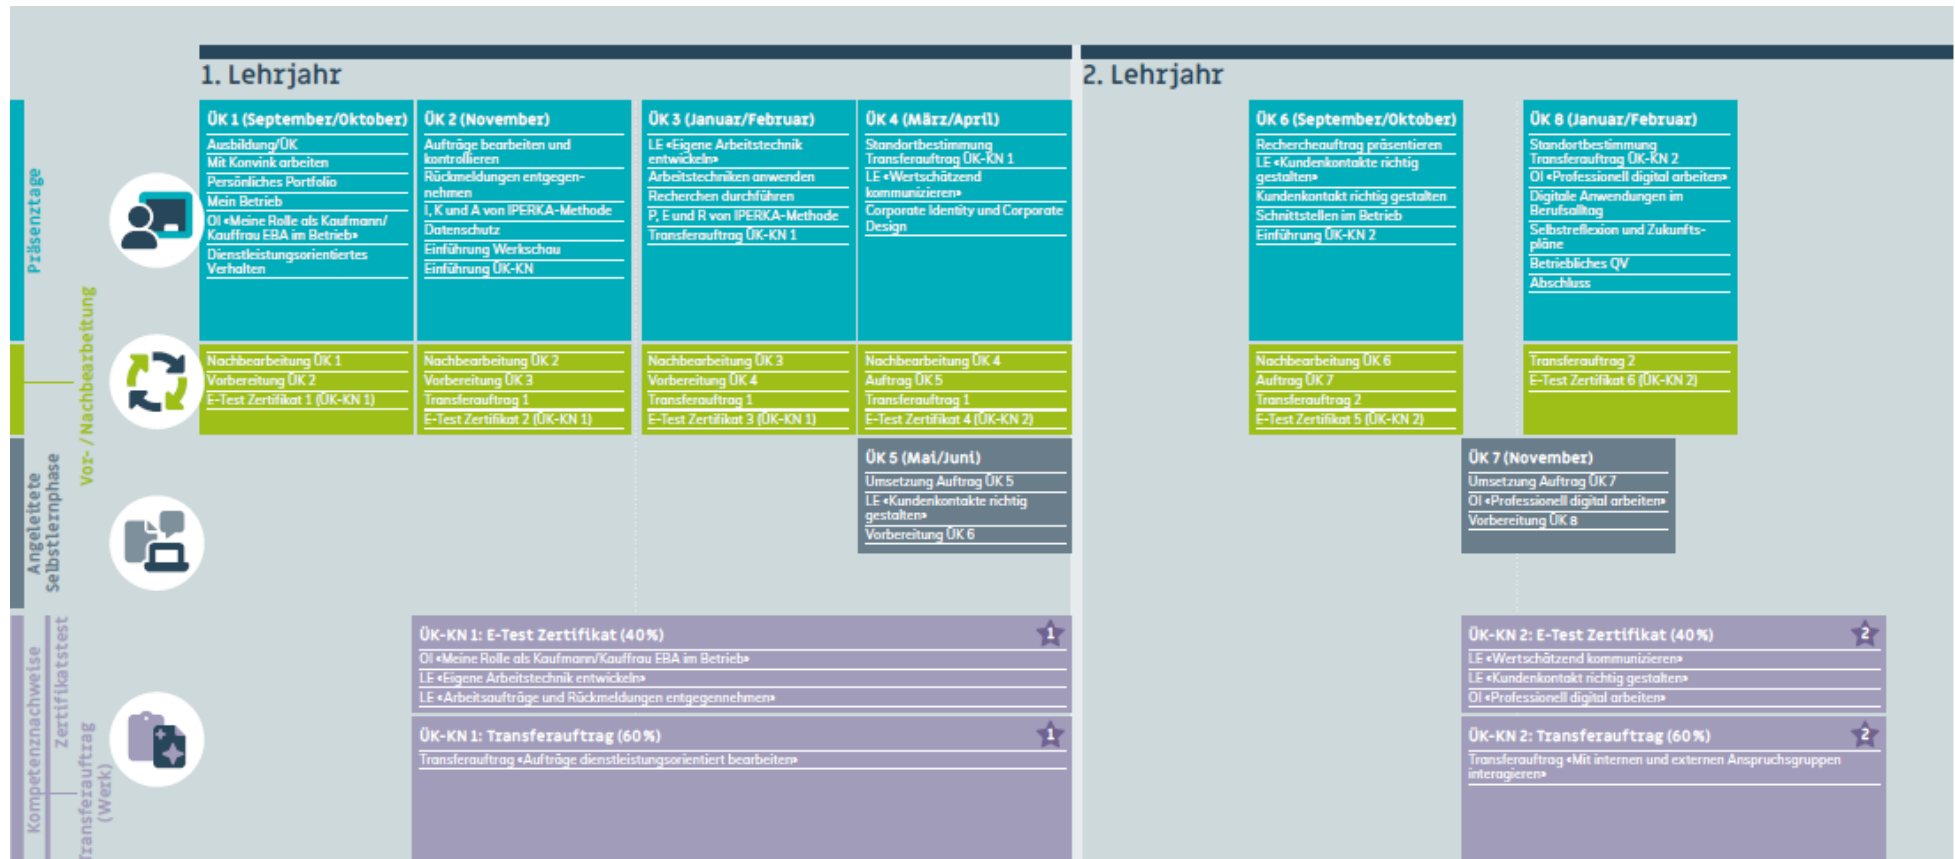 1. Lehrjahr
2. Lehrjahr
Präsenztage
ÜK 1 (September/Oktober)
Ausbildung/ÜK
Mit Konvink arbeiten
Persönliches Portfolio
Mein Betrieb
OI «Meine Rolle als Kaufmann/
Kauffrau EBA im Betrieb»
Dienstleistungsorientiertes
Verhalten
ÜK 2 (November)
Aufträge bearbeiten und
kontrollieren
Rückmeldungen entgegen-
nehmen
I, K und A von IPERKA-Methode
Datenschutz
Einführung Werkschau
Einführung ÜK-KN
ÜK 3 (Januar/Februar)
LE «Eigene Arbeitstechnik
entwickeln»
Arbeitstechniken anwenden
Recherchen durchführen
P, E und R von IPERKA-Methode
Transferauftrag ÜK-KN 1
ÜK 4 (März/April)
Standortbestimmung
Transferauftrag ÜK-KN 1
LE «Wertschätzend
kommunizieren»
Corporate Identity und Corporate
Design
ÜK 6 (September/Oktober)
Rechercheauftrag präsentieren
LE «Kundenkontakte richtig
gestalten»
Kundenkontakt richtig gestalten
Schnittstellen im Betrieb
Einführung ÜK-KN 2
ÜK 8 (Januar/Februar)
Standortbestimmung
Transferauftrag ÜK-KN 2
OI «Professionell digital arbeiten»
Digitale Anwendungen im
Berufsalltag
Selbstreflexion und Zukunfts-
pläne
Betriebliches QV
Abschluss
Vor- / Nachbearbeitung
Nachbearbeitung ÜK 1
Vorbereitung ÜK 2
E-Test Zertifikat 1 (ÜK-KN 1)
Nachbearbeitung ÜK 2
Vorbereitung ÜK 3
Transferauftrag 1
E-Test Zertifikat 2 (ÜK-KN 1)
Nachbearbeitung ÜK 3
Vorbereitung ÜK 4
Transferauftrag 1
E-Test Zertifikat 3 (ÜK-KN 1)
Nachbearbeitung ÜK 4
Auftrag ÜK 5
Transferauftrag 1
E-Test Zertifikat 4 (ÜK-KN 2)
Nachbearbeitung ÜK 6
Auftrag ÜK 7
Transferauftrag 2
E-Test Zertifikat 5 (ÜK-KN 2)
Transferauftrag 2
E-Test Zertifikat 6 (ÜK-KN 2)
Angeleitete
Selbstlernphase
ÜK 5 (Mai/Juni)
Umsetzung Auftrag ÜK 5
LE «Kundenkontakte richtig
gestalten»
Vorbereitung ÜK 6
ÜK 7 (November)
Umsetzung Auftrag ÜK 7
OI «Professionell digital arbeiten»
Vorbereitung ÜK 8
Kompetenznachweise
Zertifikatstest
Transferauftrag
(Werk)
ÜK-KN 1: E-Test Zertifikat (40 %)
1
OI «Meine Rolle als Kaufmann/Kauffrau EBA im Betrieb»
LE «Eigene Arbeitstechnik entwickeln»
LE «Arbeitsaufträge und Rückmeldungen entgegennehmen»
ÜK-KN 1: Transferauftrag (60 %)
1
Transferauftrag «Aufträge dienstleistungsorientiert bearbeiten»
ÜK-KN 2: E-Test Zertifikat (40 %)
2
LE «Wertschätzend kommunizieren»
LE «Kundenkontakt richtig gestalten»
OI «Professionell digital arbeiten»
ÜK-KN 2: Transferauftrag (60 %)
2
Transferauftrag «Mit internen und externen Anspruchsgruppen
interagieren»